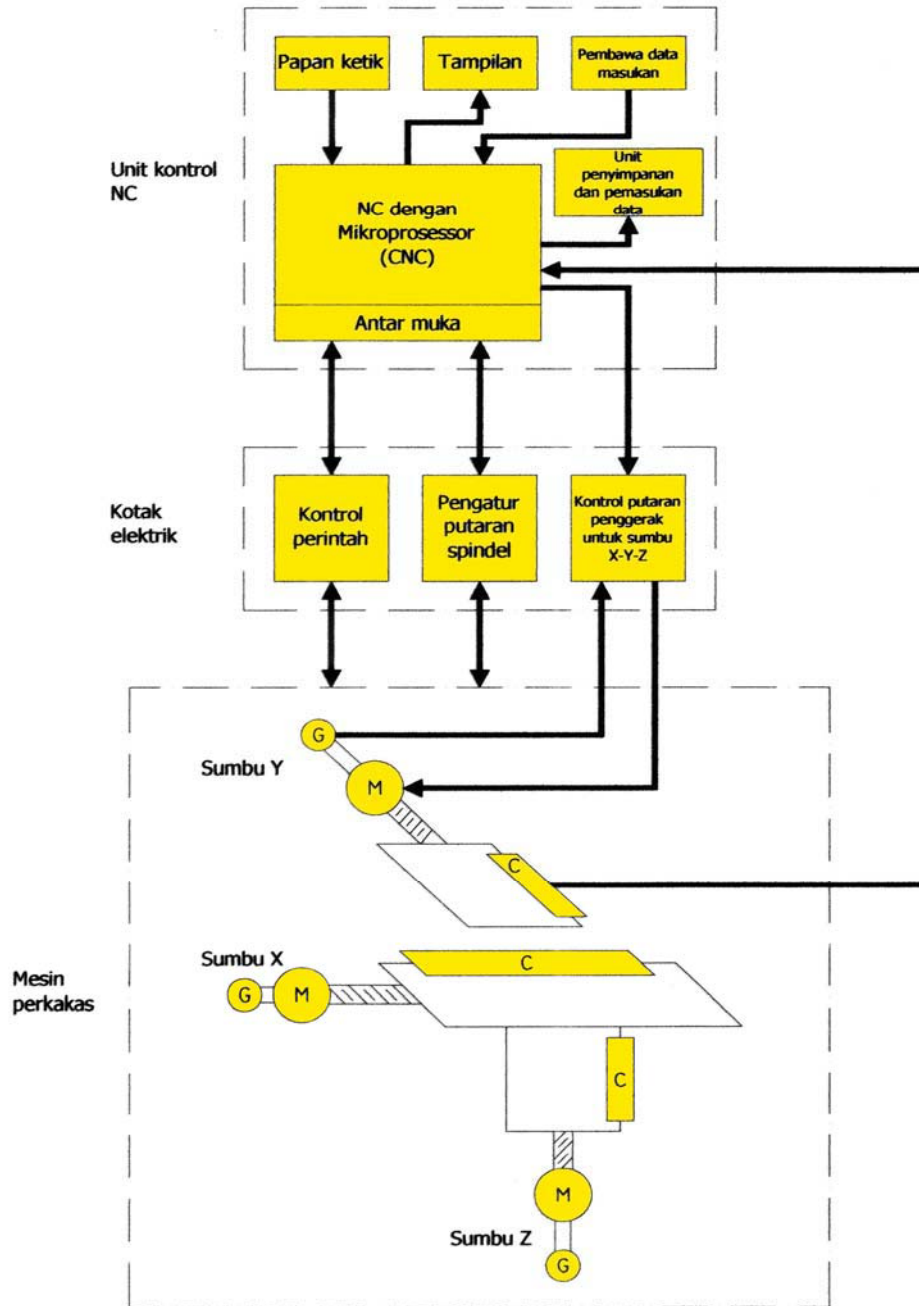 Papan ketik
Tampilan
Pembawa data
masukan
Unit kontrol
NC
Unit
penyimpanan
dan pemasukan
data
NC dengan
Mikroprosessor
(CNC)
Antar muka
Kotak
elektrik
Kontrol
perintah
Pengatur
putaran
spindel
Kontrol putaran
penggerak
untuk sumbu
X-Y-Z
G
Sumbu Y
M
C
Sumbu X
C
Mesin
perkakas
G
M
C
M
Sumbu Z
G